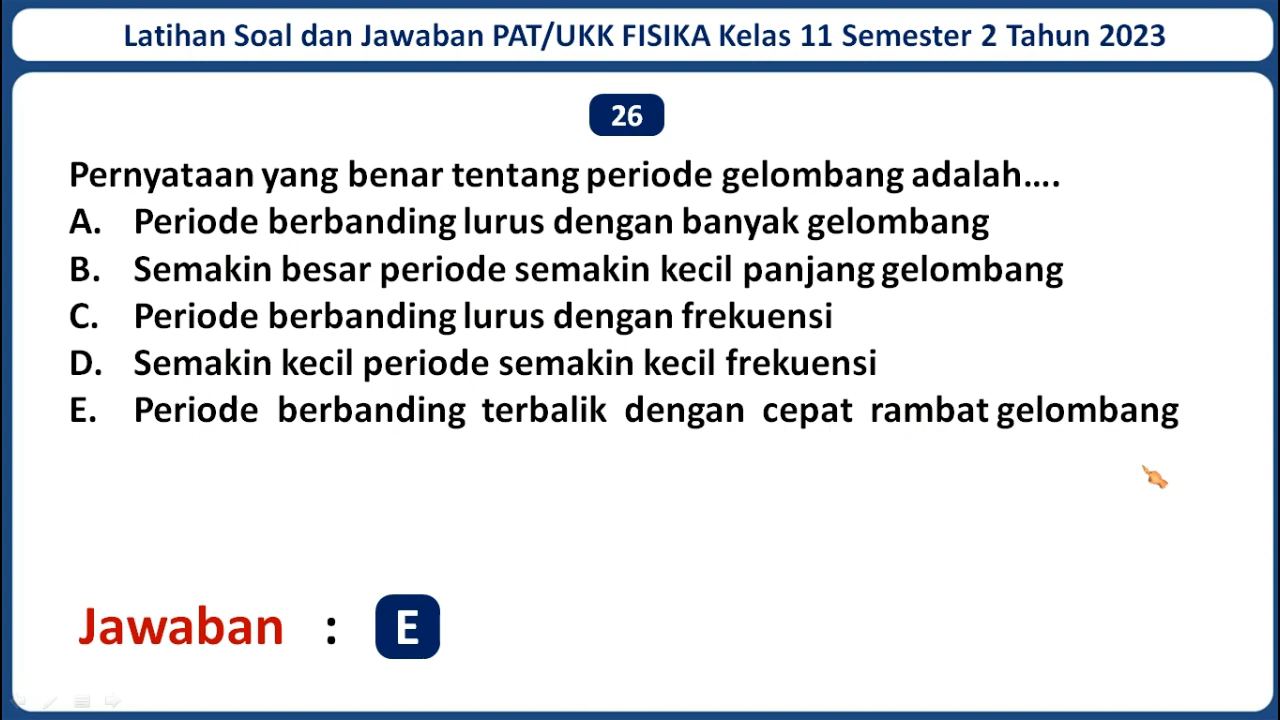 Latihan Soal dan Jawaban PAT/UKK FISIKA Kelas 11 Semester 2 Tahun 2023
26
Pernyataan yang benar tentang periode gelombang adalah....
A. Periode berbanding lurus dengan banyak gelombang
B. Semakin besar periode semakin kecil panjang gelombang
C. Periode berbanding lurus dengan frekuensi
D. Semakin kecil periode semakin kecil frekuensi
E. Periode berbanding terbalik dengan cepat rambat gelombang
Jawaban : E